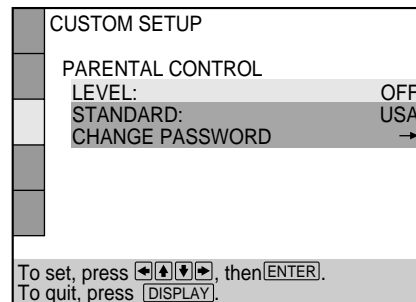 CUSTOM SETUP
PARENTAL CONTROL
LEVEL: OFF
STANDARD: USA
CHANGE PASSWORD →
To set, press ←↑↓→, then ENTER.
To quit, press DISPLAY.